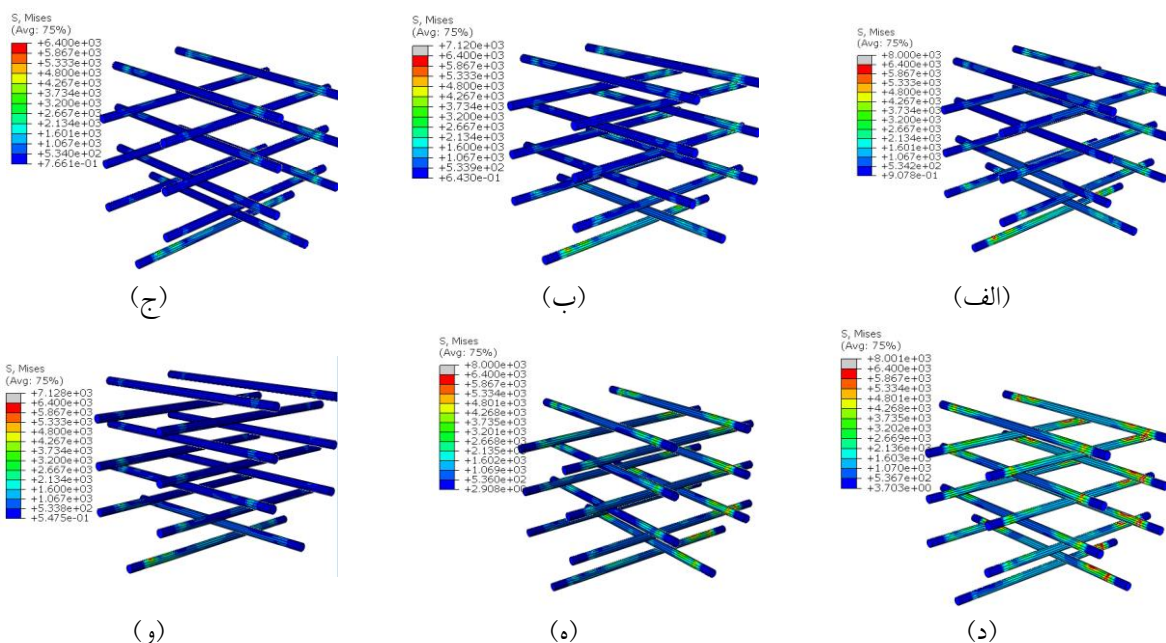 S, Mises
(Avg: 75%)
+8.000e+03
+6.400e+03
+5.867e+03
+5.333e+03
+4.800e+03
+4.267e+03
+3.734e+03
+3.200e+03
+2.667e+03
+2.134e+03
+1.601e+03
+1.067e+03
+5.342e+02
+9.078e-01
(الف)
S, Mises
(Avg: 75%)
+7.120e+03
+6.400e+03
+5.867e+03
+5.333e+03
+4.800e+03
+4.267e+03
+3.734e+03
+3.200e+03
+2.667e+03
+2.134e+03
+1.600e+03
+1.067e+03
+5.339e+02
+6.430e-01
(ب)
S, Mises
(Avg: 75%)
+6.400e+03
+5.867e+03
+5.333e+03
+4.800e+03
+4.267e+03
+3.734e+03
+3.200e+03
+2.667e+03
+2.134e+03
+1.601e+03
+1.067e+03
+5.340e+02
+7.661e-01
(ج)
S, Mises
(Avg: 75%)
+8.001e+03
+6.400e+03
+5.867e+03
+5.334e+03
+4.801e+03
+4.268e+03
+3.735e+03
+3.202e+03
+2.669e+03
+2.136e+03
+1.603e+03
+1.070e+03
+5.367e+02
+3.703e+00
(د)
S, Mises
(Avg: 75%)
+8.000e+03
+6.400e+03
+5.867e+03
+5.334e+03
+4.801e+03
+4.268e+03
+3.735e+03
+3.201e+03
+2.668e+03
+2.135e+03
+1.602e+03
+1.069e+03
+5.360e+02
+2.908e+00
(ه)
S, Mises
(Avg: 75%)
+7.128e+03
+6.400e+03
+5.867e+03
+5.333e+03
+4.800e+03
+4.267e+03
+3.734e+03
+3.200e+03
+2.667e+03
+2.134e+03
+1.600e+03
+1.067e+03
+5.338e+02
+5.475e-01
(و)